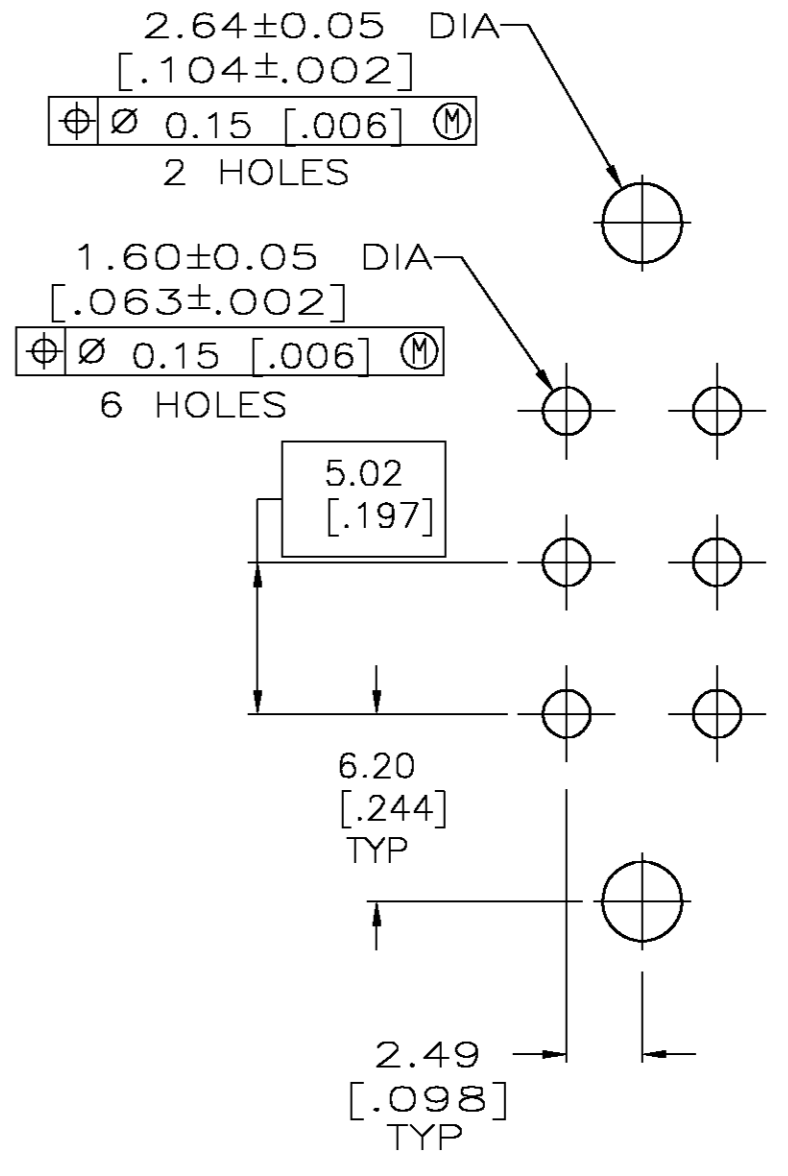 2.64±0.05 DIA
[.104±.002]
⌖ Ø 0.15 [.006] Ⓜ
2 HOLES
1.60±0.05 DIA
[.063±.002]
⌖ Ø 0.15 [.006] Ⓜ
6 HOLES
5.02
[.197]
6.20
[.244]
TYP
2.49
[.098]
TYP